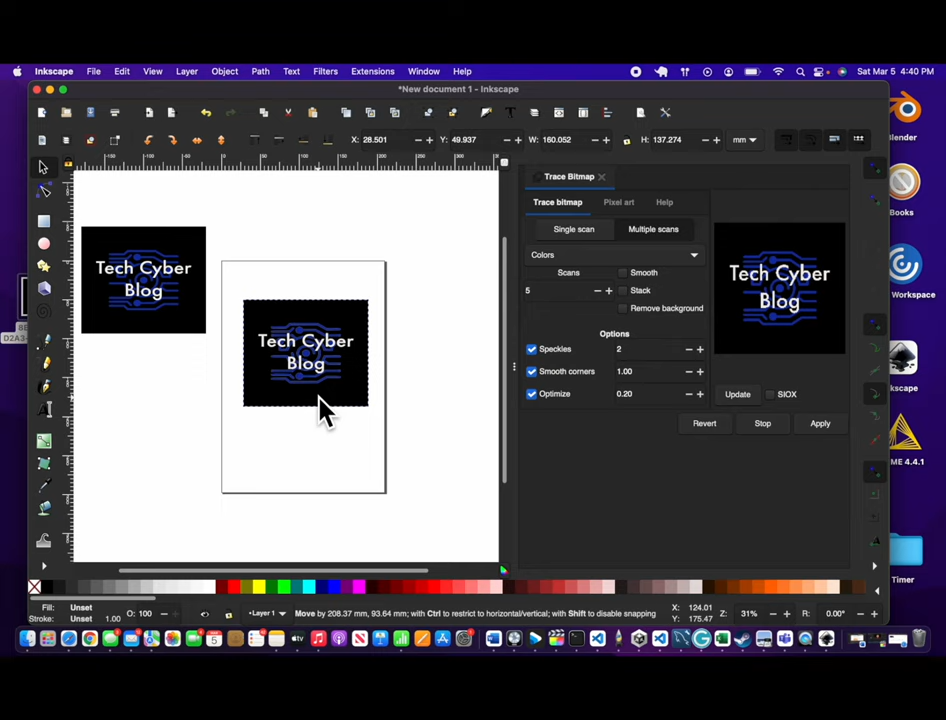 Inkscape File Edit View Layer Object Path Text Filters Extensions Window Help Sat Mar 5 4:40 PM
*New document 1 - Inkscape
X: 28.501 Y: 49.937 W: 160.052 H: 137.274 mm
Trace Bitmap
Trace bitmap Pixel art Help
Single scan Multiple scans
Colors
Scans Smooth
5 Stack
Remove background
Options
Speckles 2
Smooth corners 1.00
Optimize 0.20
Update SIOX
Revert Stop Apply
Tech Cyber
Blog
Tech Cyber
Blog
Tech Cyber
Blog
Blender
Books
Workspace
kscape
ME 4.4.1
Timer
Fill: Unset
Stroke: Unset 1.00
O: 100
•Layer 1
Move by 208.37 mm, 93.64 mm; with Ctrl to restrict to horizontal/vertical; with Shift to disable snapping
X: 124.01
Y: 175.47
Z: 31% R: 0.00°